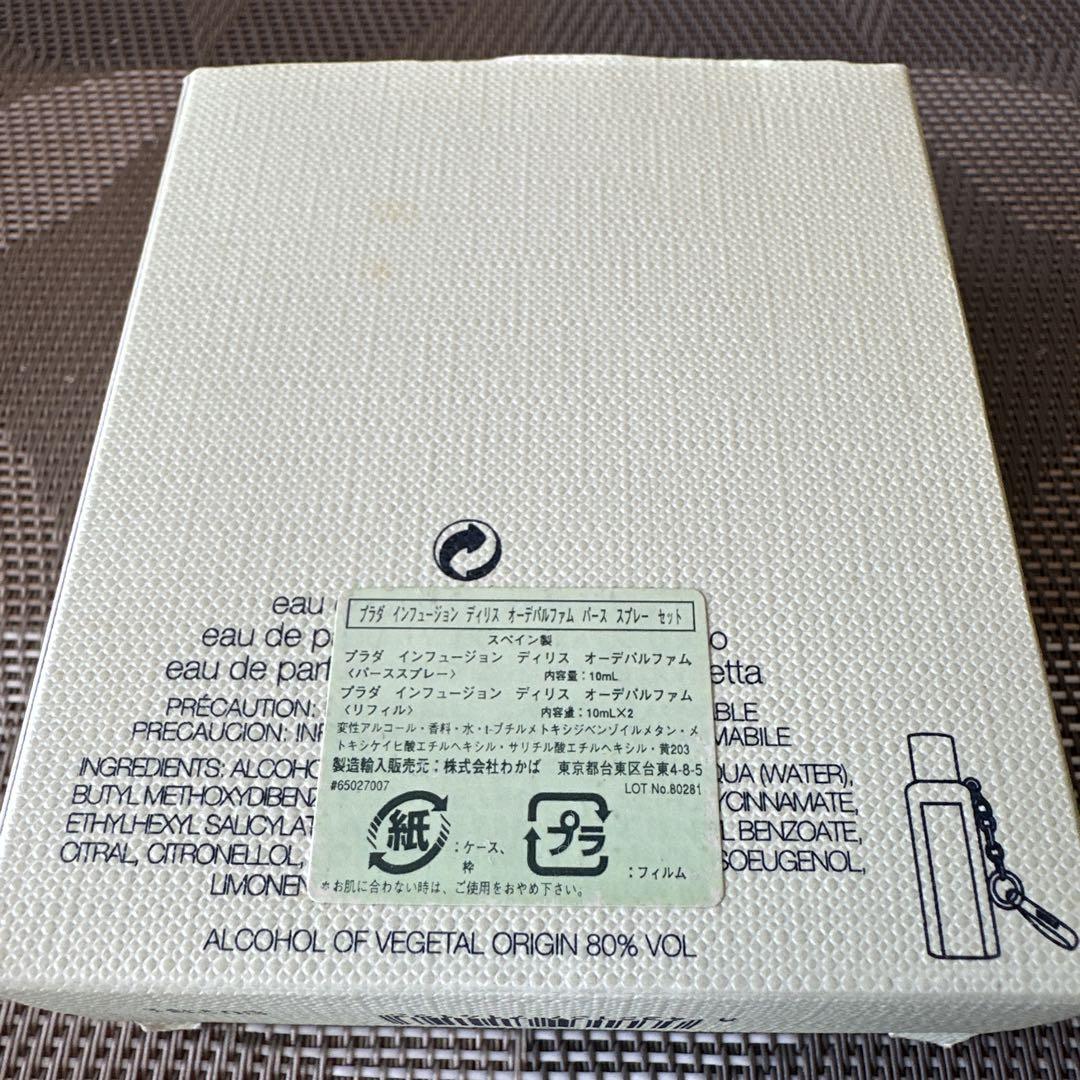 eau
eau de p
eau de parf etta
PRÉCAUTION:
PRECAUCION: MABILE
INGREDIENTS: ALCOHO QUA (WATER),
BUTYL METHOXYDIBENZ YCINNAMATE,
ETHYLHEXYL SALICYLAT L BENZOATE,
CITRAL, CITRONELLOL, SOEUGENOL,
LIMONEN
ALCOHOL OF VEGETAL ORIGIN 80% VOL
プラダ インフュージョン ディリス オーデパルファム パース スプレー セット
スペイン製
プラダ インフュージョン ディリス オーデパルファム
〈パーススプレー〉 内容量：10mL
プラダ インフュージョン ディリス オーデパルファム
〈リフィル〉 内容量：10mL×2
変性アルコール・香料・水・t-ブチルメトキシジベンゾイルメタン・メ
トキシケイヒ酸エチルヘキシル・サリチル酸エチルヘキシル・黄203
製造輸入販売元：株式会社わかば 東京都台東区台東4-8-5
#65027007 LOT No.80281
紙 ：ケース、枠
プラ ：フィルム
*お肌に合わない時は、ご使用をおやめ下さい。